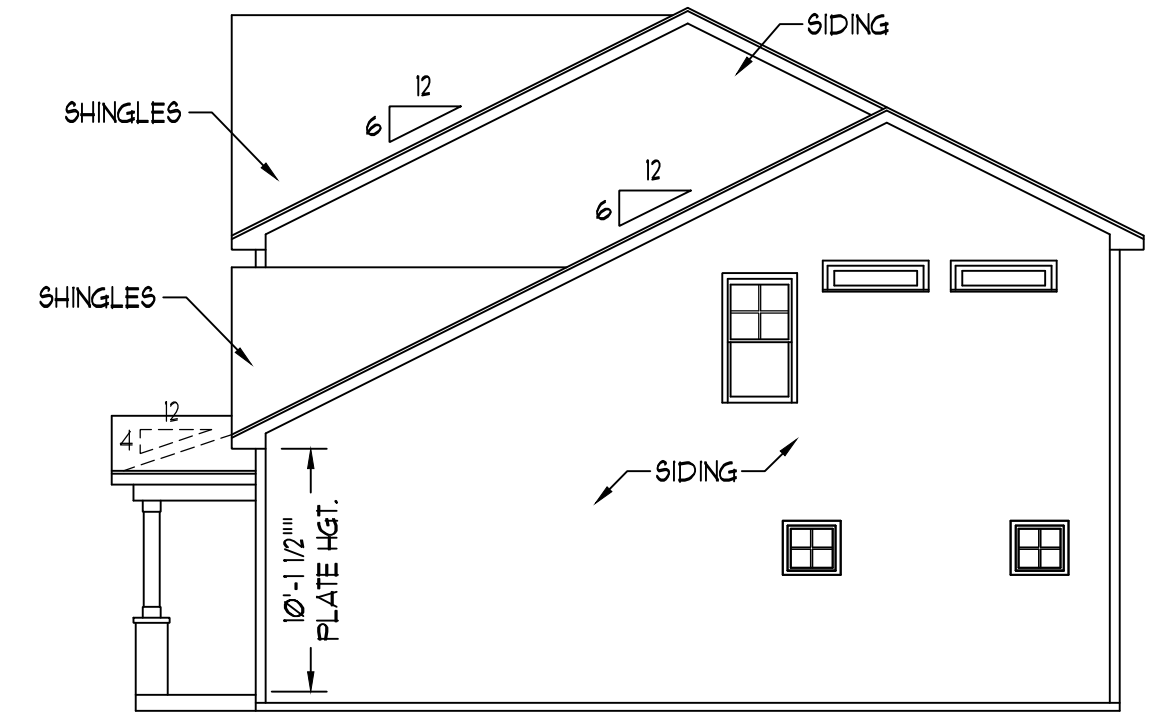 SIDING
12
6
SHINGLES
12
6
SHINGLES
12
4
SIDING
10'-1 1/2""
PLATE HGT.